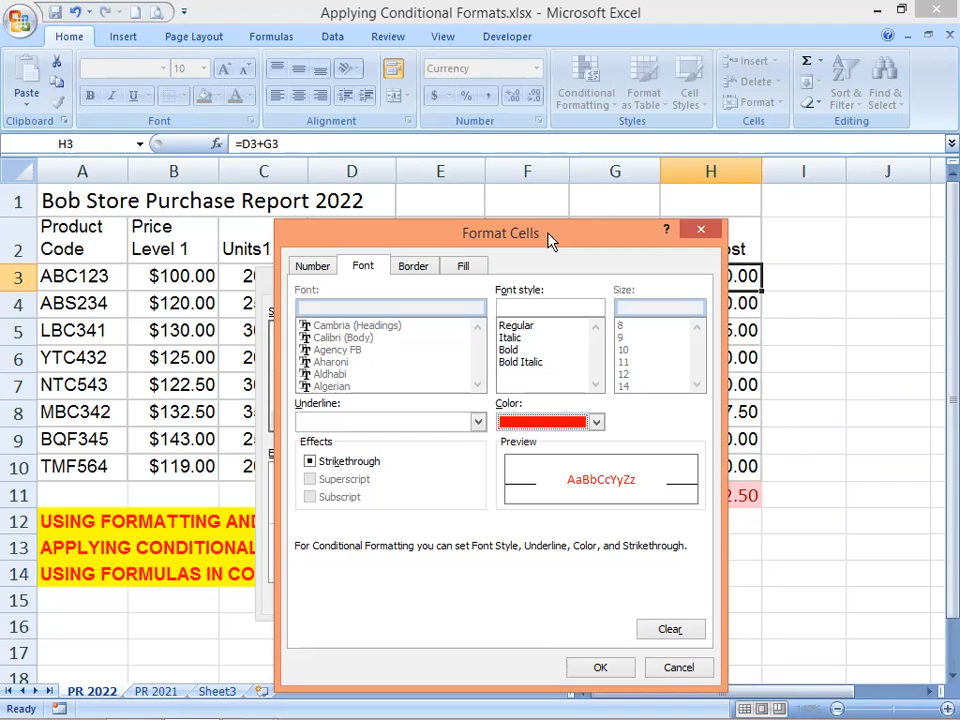 Applying Conditional Formats.xlsx - Microsoft Excel
Home Insert Page Layout Formulas Data Review View Developer
Paste
10
Currency
Conditional Formatting
Format as Table
Cell Styles
Insert
Delete
Format
Sort & Filter
Find & Select
Clipboard Font Alignment Number Styles Cells Editing
H3 =D3+G3
A B C D E F G H I J
1 Bob Store Purchase Report 2022
2 Product Code Price Level 1 Units1
3 ABC123 $100.00
4 ABS234 $120.00
5 LBC341 $130.00
6 YTC432 $125.00
7 NTC543 $122.50
8 MBC342 $132.50
9 BQF345 $143.00
10 TMF564 $119.00
11
12 USING FORMATTING AND
13 APPLYING CONDITIONAL
14 USING FORMULAS IN CO
15
16
17
18
Format Cells
?
Number Font Border Fill
Font: Font style: Size:
Cambria (Headings) Regular 8
Calibri (Body) Italic 9
Agency FB Bold 10
Aharoni Bold Italic 11
Aldhabi 12
Algerian 14
Underline: Color:
Effects Preview
Strikethrough
Superscript
Subscript
AaBbCcYyZz
For Conditional Formatting you can set Font Style, Underline, Color, and Strikethrough.
Clear
OK Cancel
PR 2022 PR 2021 Sheet3
Ready 140%